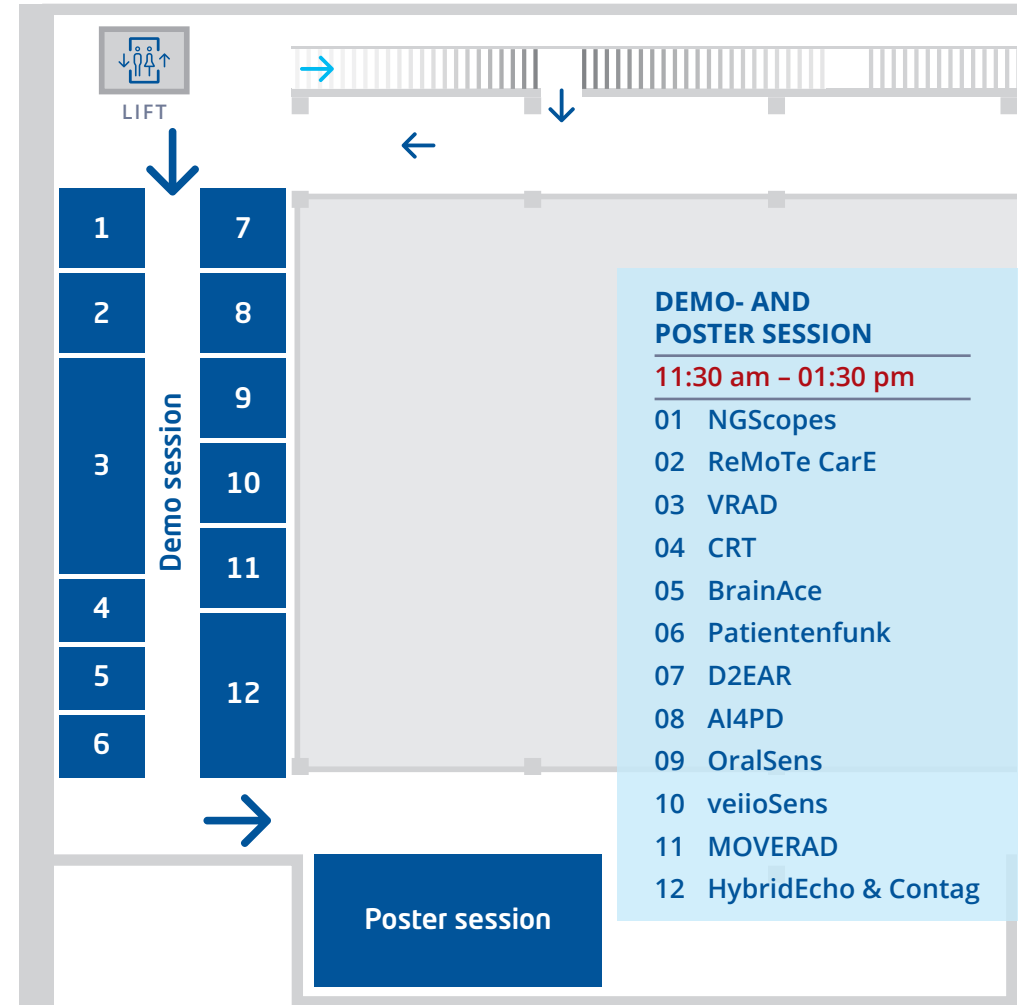 LIFT
1
2
3
4
5
6
Demo session
7
8
9
10
11
12
DEMO- AND
POSTER SESSION
11:30 am – 01:30 pm
01 NGScopes
02 ReMoTe CarE
03 VRAD
04 CRT
05 BrainAce
06 Patientenfunk
07 D2EAR
08 AI4PD
09 OralSens
10 veiioSens
11 MOVERAD
12 HybridEcho & Contag
Poster session